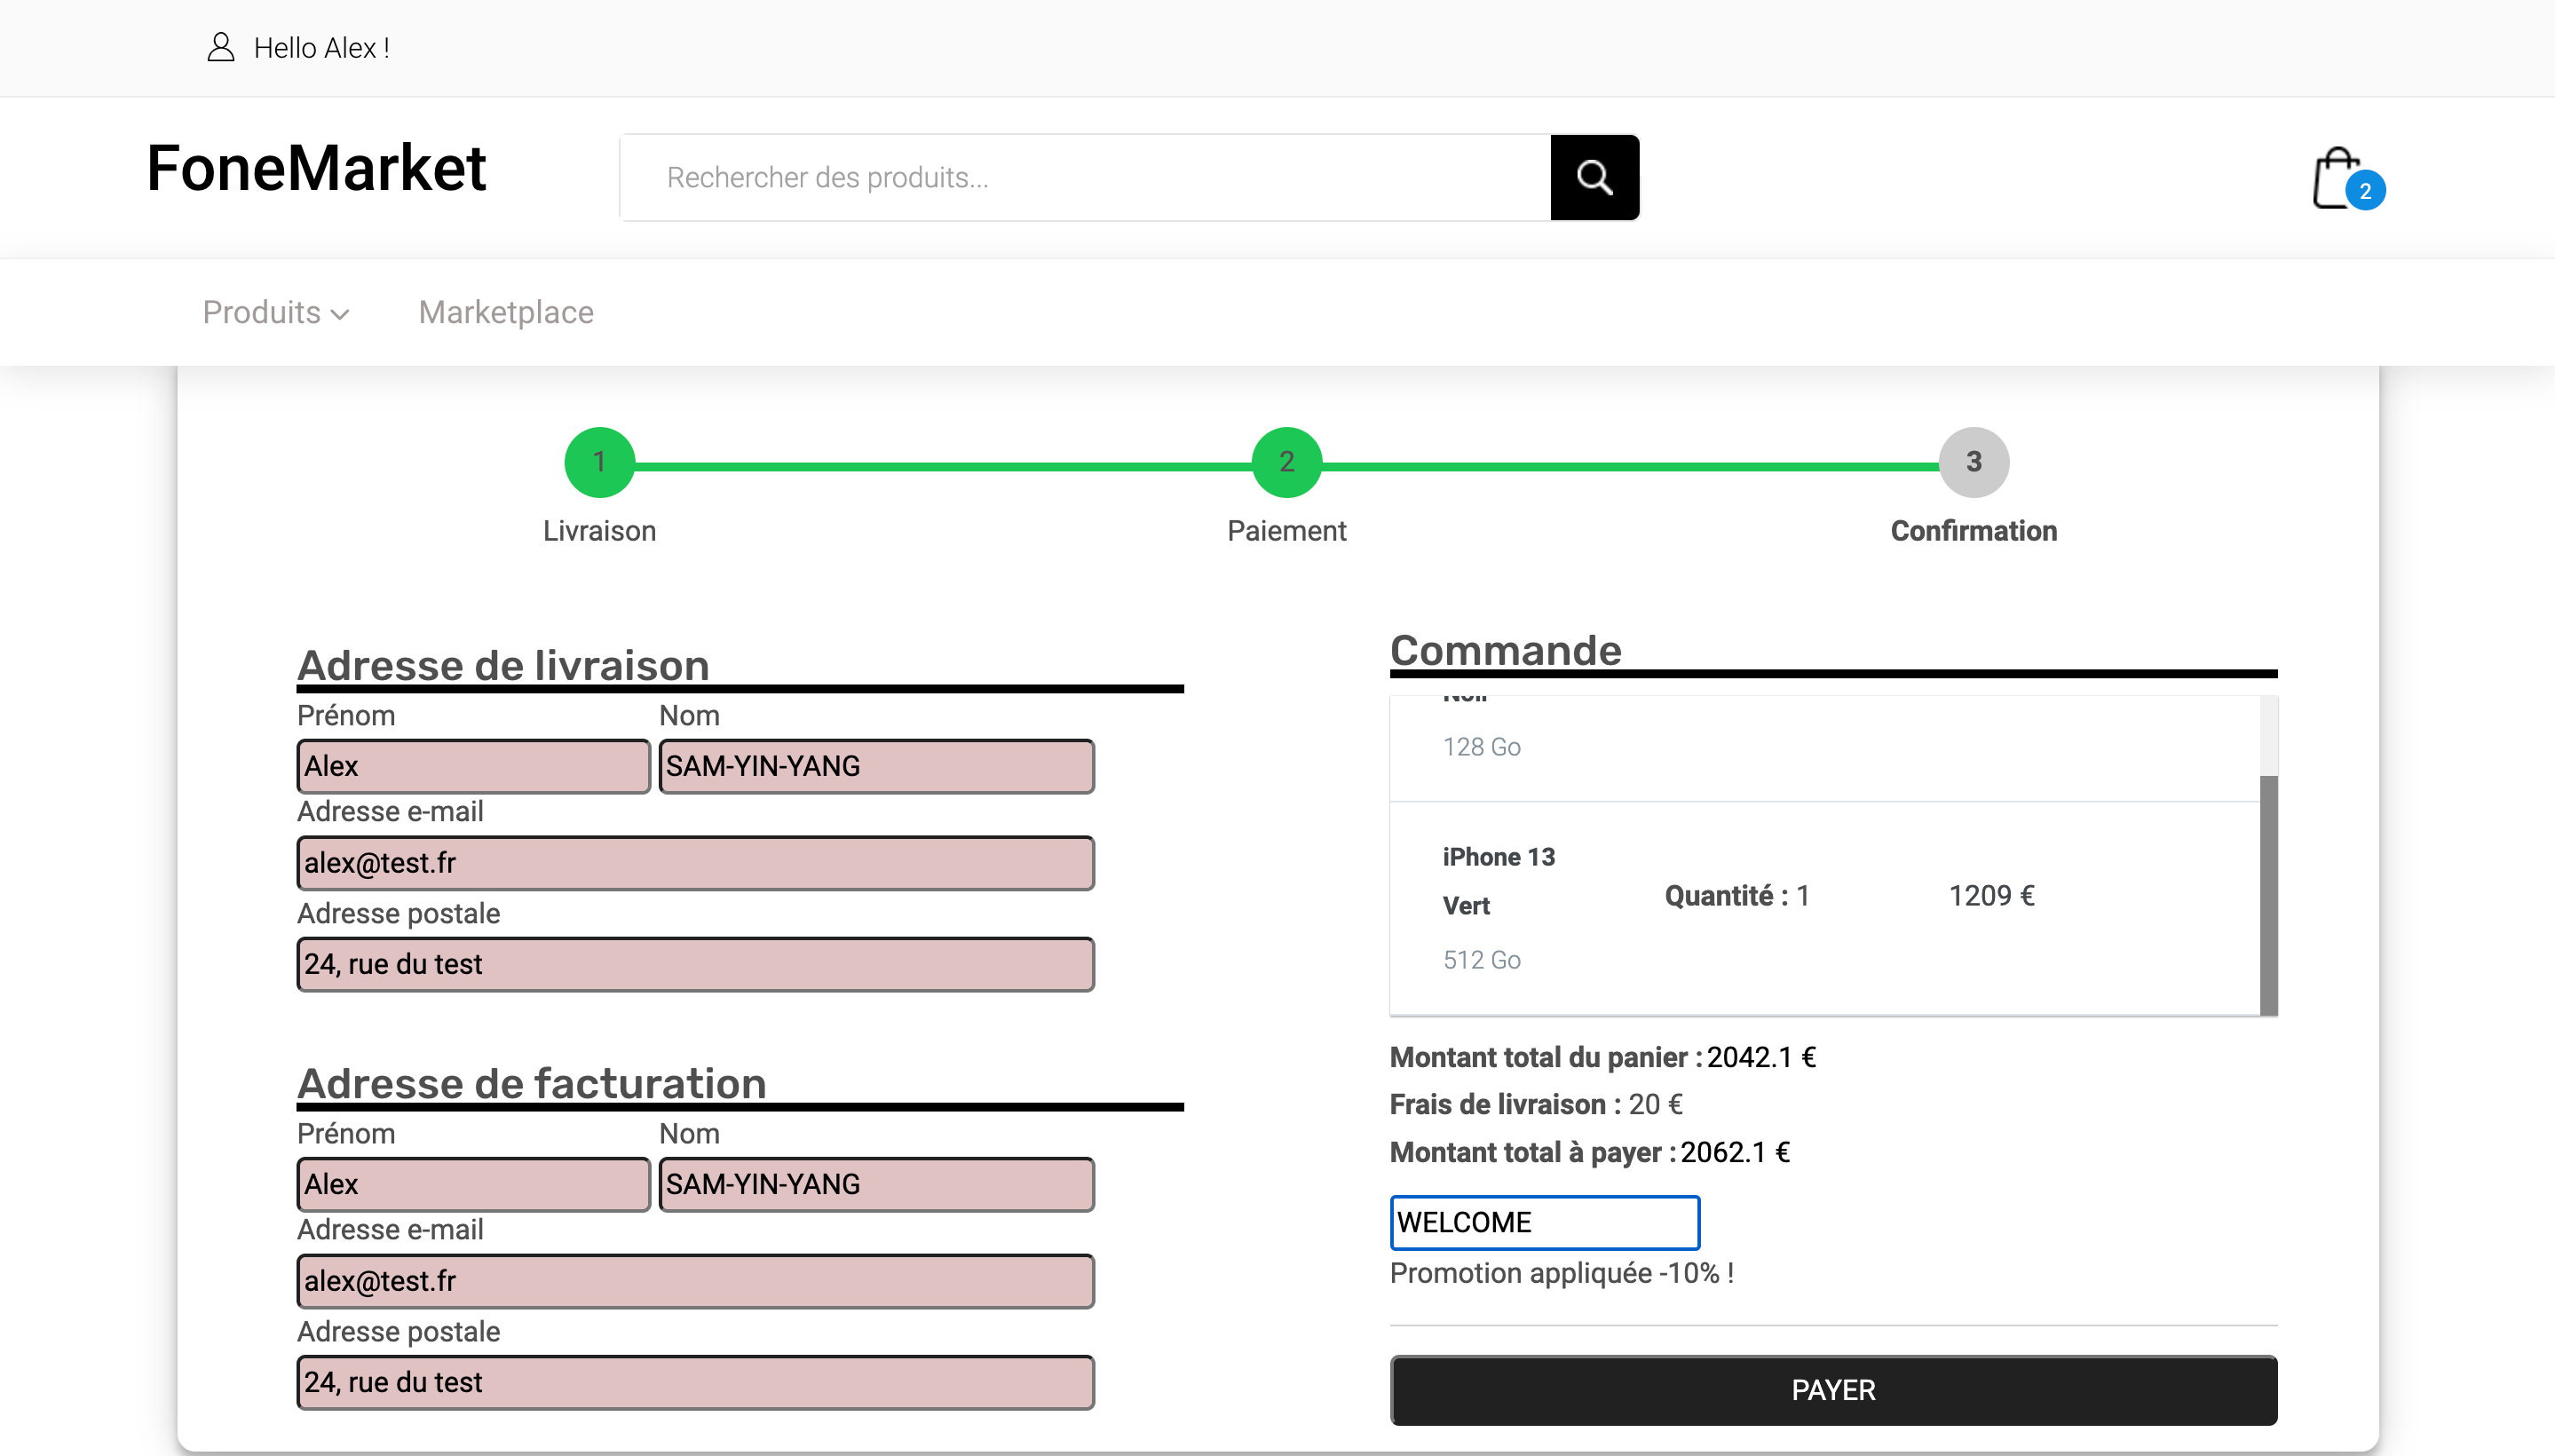 Hello Alex !
FoneMarket
Rechercher des produits...
2
Produits
Marketplace
1
2
3
Livraison
Paiement
Confirmation
Adresse de livraison
Prénom
Nom
Alex
SAM-YIN-YANG
Adresse e-mail
alex@test.fr
Adresse postale
24, rue du test
Adresse de facturation
Prénom
Nom
Alex
SAM-YIN-YANG
Adresse e-mail
alex@test.fr
Adresse postale
24, rue du test
Commande
128 Go
iPhone 13
Vert
512 Go
Quantité : 1
1209 €
Montant total du panier : 2042.1 €
Frais de livraison : 20 €
Montant total à payer : 2062.1 €
WELCOME
Promotion appliquée -10% !
PAYER